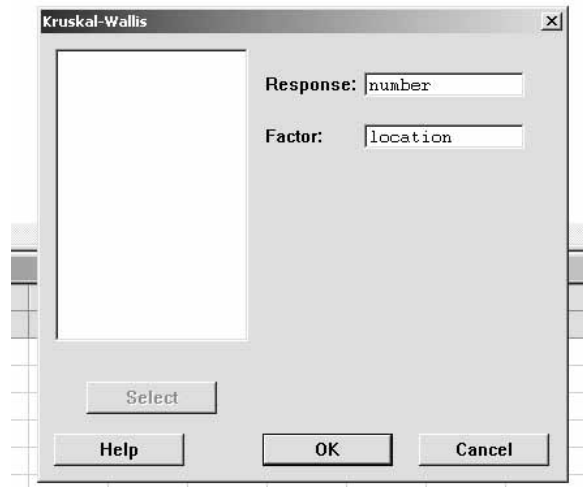 Kruskal-Wallis
Response: number
Factor: location
Select
Help OK Cancel